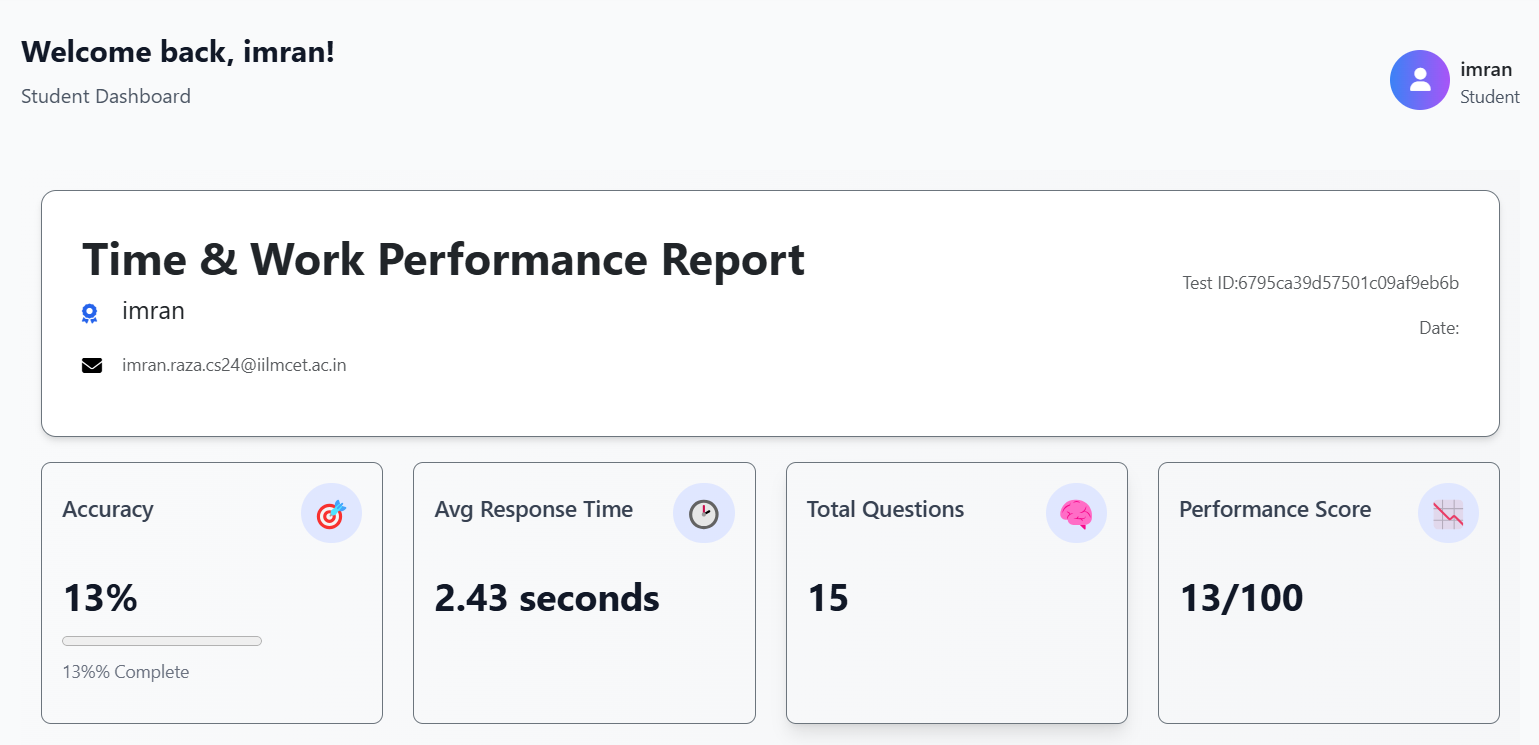 Welcome back, imran!
Student Dashboard
imran
Student
Time & Work Performance Report
imran
imran.raza.cs24@iilmcet.ac.in
Test ID:6795ca39d57501c09af9eb6b
Date:
Accuracy
13%
13%% Complete
Avg Response Time
2.43 seconds
Total Questions
15
Performance Score
13/100